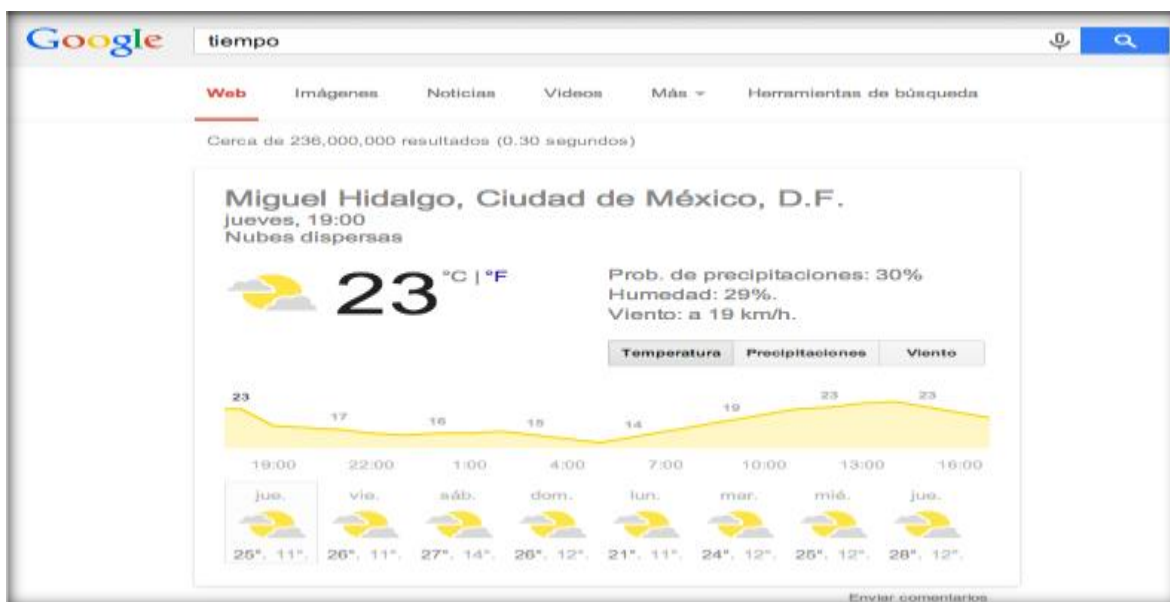 Google tiempo
Web Imágenes Noticias Videos Más Herramientas de búsqueda
Cerca de 236,000,000 resultados (0.30 segundos)
Miguel Hidalgo, Ciudad de México, D.F.
jueves, 19:00
Nubes dispersas
23 °C | °F
Prob. de precipitaciones: 30%
Humedad: 29%.
Viento: a 19 km/h.
Temperatura Precipitaciones Viento
23 17 16 15 14 19 23 23
19:00 22:00 1:00 4:00 7:00 10:00 13:00 16:00
jue. vie. sáb. dom. lun. mar. mié. jue.
25°. 11°. 26°. 11°. 27°. 14°. 26°. 12°. 21°. 11°. 24°. 12°. 25°. 12°. 28°. 12°.
Enviar comentarios